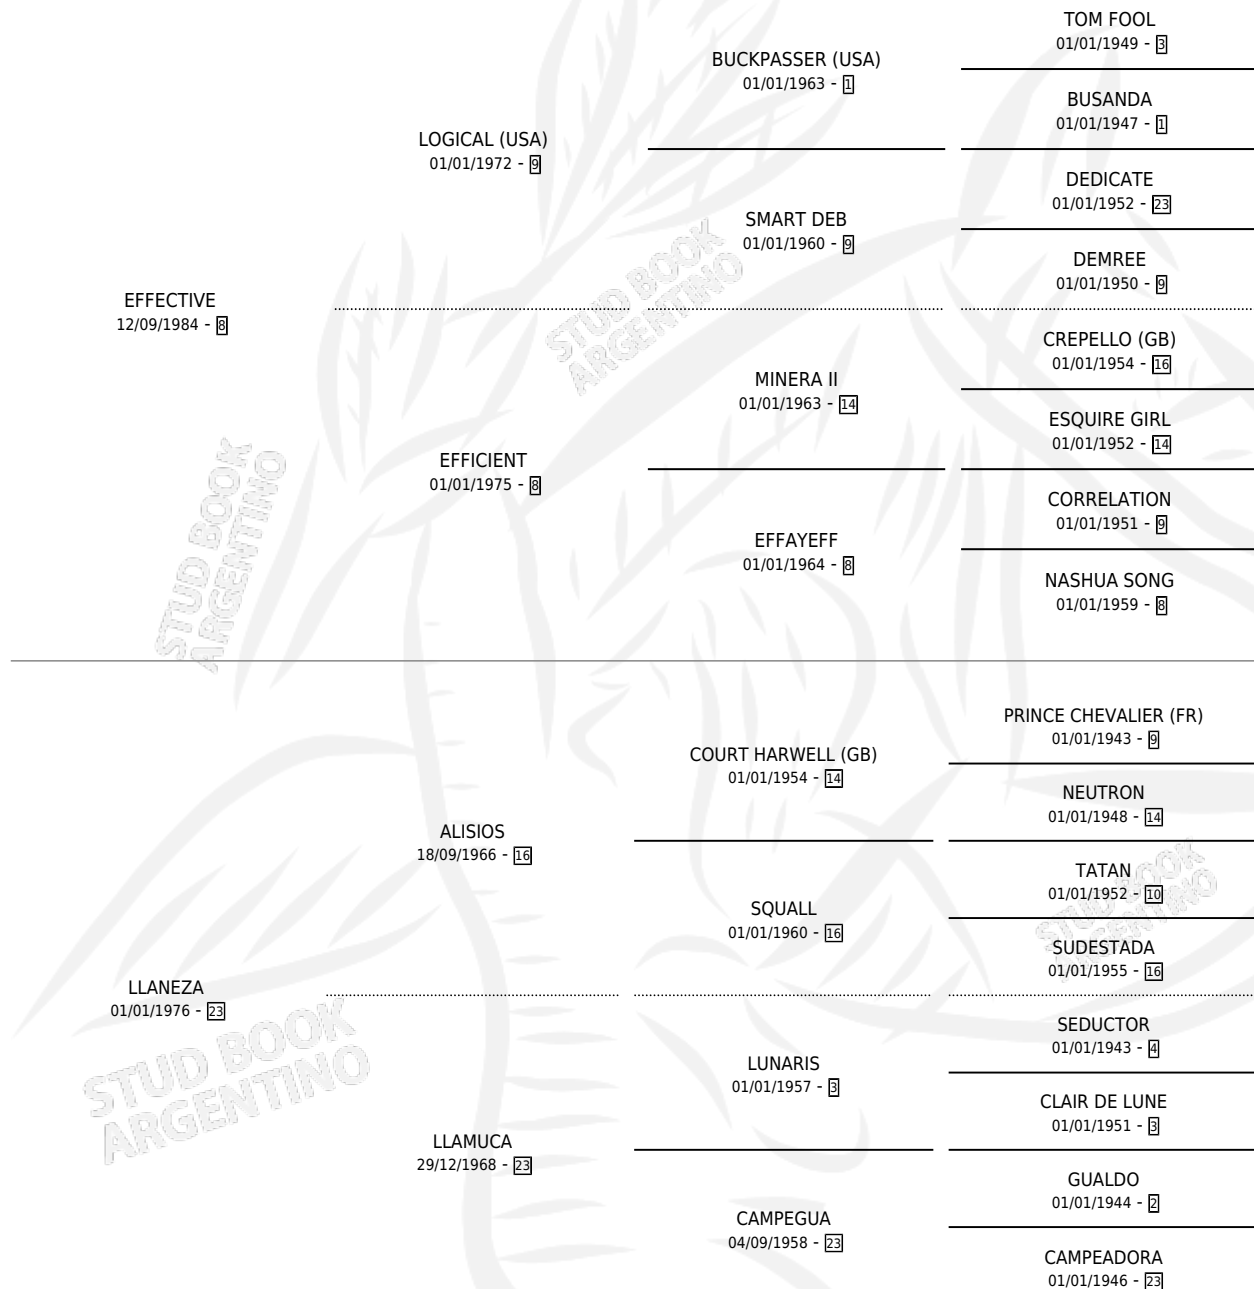 TOM FOOL
01/01/1949 - 3
BUCKPASSER (USA)
01/01/1963 - 1
BUSANDA
01/01/1947 - 1
LOGICAL (USA)
01/01/1972 - 9
DEDICATE
01/01/1952 - 23
SMART DEB
01/01/1960 - 9
DEMREE
01/01/1950 - 9
EFFECTIVE
12/09/1984 - 8
CREPELLO (GB)
01/01/1954 - 16
MINERA II
01/01/1963 - 14
ESQUIRE GIRL
01/01/1952 - 14
EFFICIENT
01/01/1975 - 8
CORRELATION
01/01/1951 - 9
EFFAYEFF
01/01/1964 - 8
NASHUA SONG
01/01/1959 - 8
PRINCE CHEVALIER (FR)
01/01/1943 - 9
COURT HARWELL (GB)
01/01/1954 - 14
NEUTRON
01/01/1948 - 14
ALISIOS
18/09/1966 - 16
TATAN
01/01/1952 - 10
SQUALL
01/01/1960 - 16
SUDESTADA
01/01/1955 - 16
LLANEZA
01/01/1976 - 23
SEDUCTOR
01/01/1943 - 4
LUNARIS
01/01/1957 - 3
CLAIR DE LUNE
01/01/1951 - 3
LLAMUCA
29/12/1968 - 23
GUALDO
01/01/1944 - 2
CAMPEGUA
04/09/1958 - 23
CAMPEADORA
01/01/1946 - 23
STUD BOOK
ARGENTINO
STUD BOOK
ARGENTINO
STUD BOOK
ARGENTINO
STUD BOOK
ARGENTINO